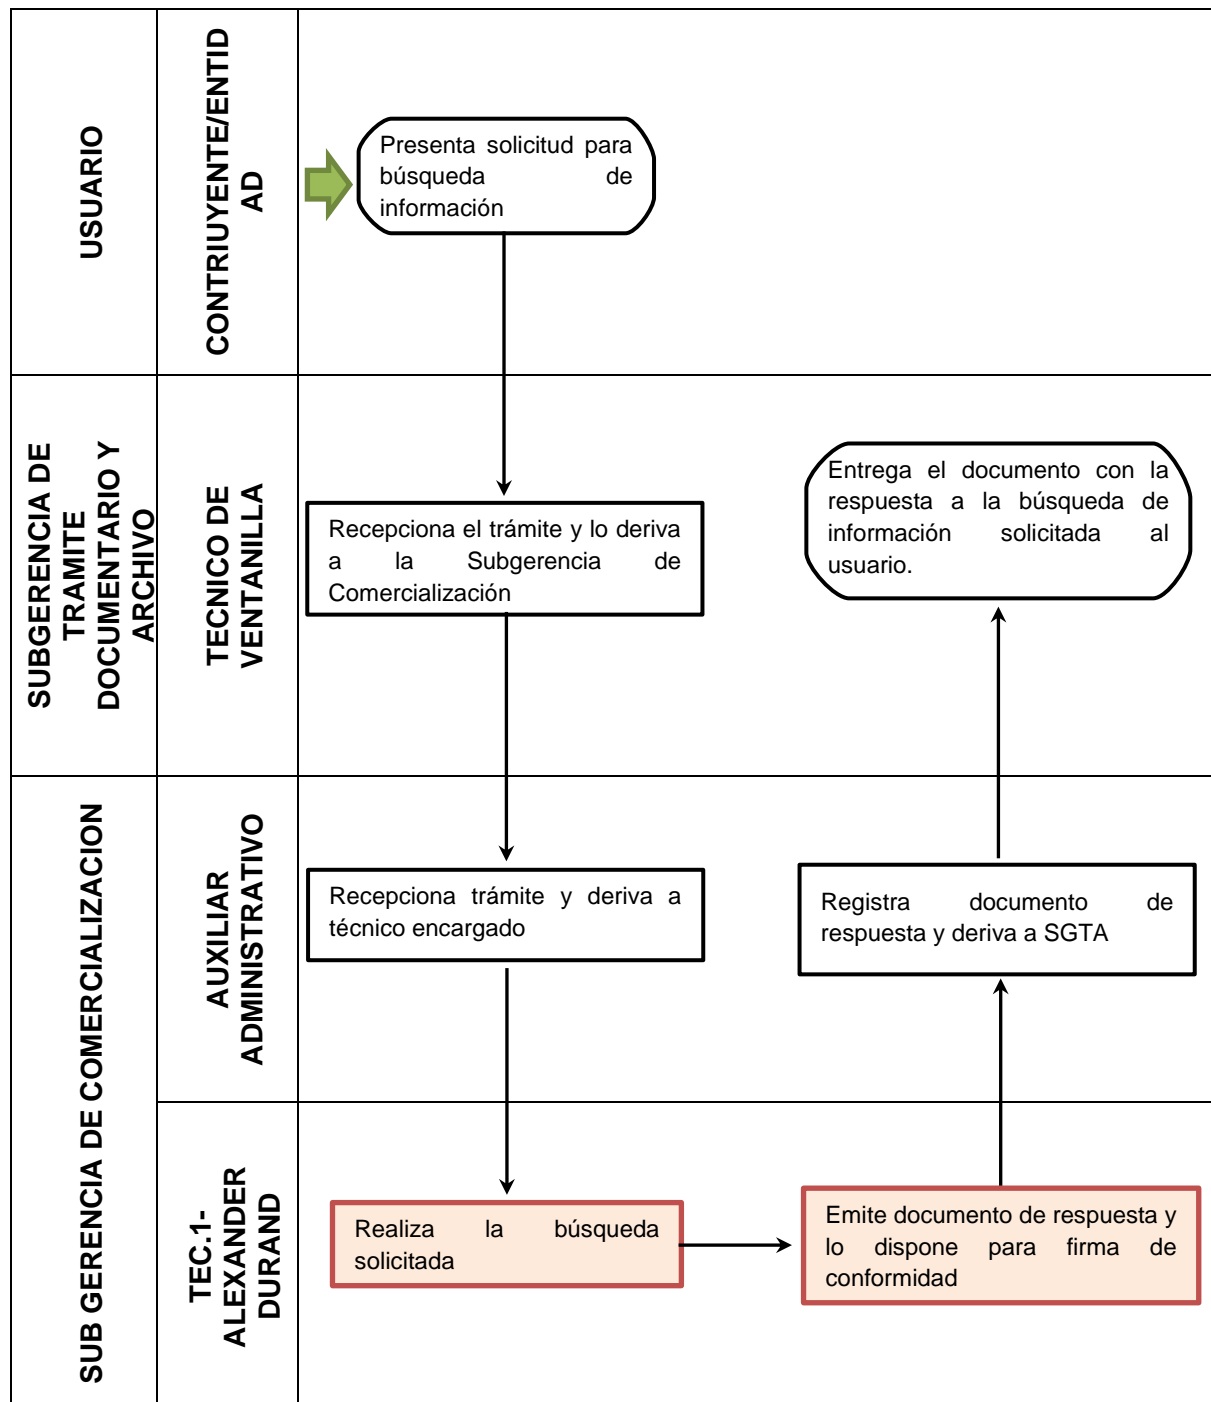 USUARIO
CONTRIUYENTE/ENTID
AD
Presenta solicitud para
búsqueda de
información
SUBGERENCIA DE
TRAMITE
DOCUMENTARIO Y
ARCHIVO
TECNICO DE
VENTANILLA
Recepciona el trámite y lo deriva
a la Subgerencia de
Comercialización
Entrega el documento con la
respuesta a la búsqueda de
información solicitada al
usuario.
SUB GERENCIA DE COMERCIALIZACION
AUXILIAR
ADMINISTRATIVO
Recepciona trámite y deriva a
técnico encargado
Registra documento de
respuesta y deriva a SGTA
TEC.1-
ALEXANDER
DURAND
Realiza la búsqueda
solicitada
Emite documento de respuesta y
lo dispone para firma de
conformidad